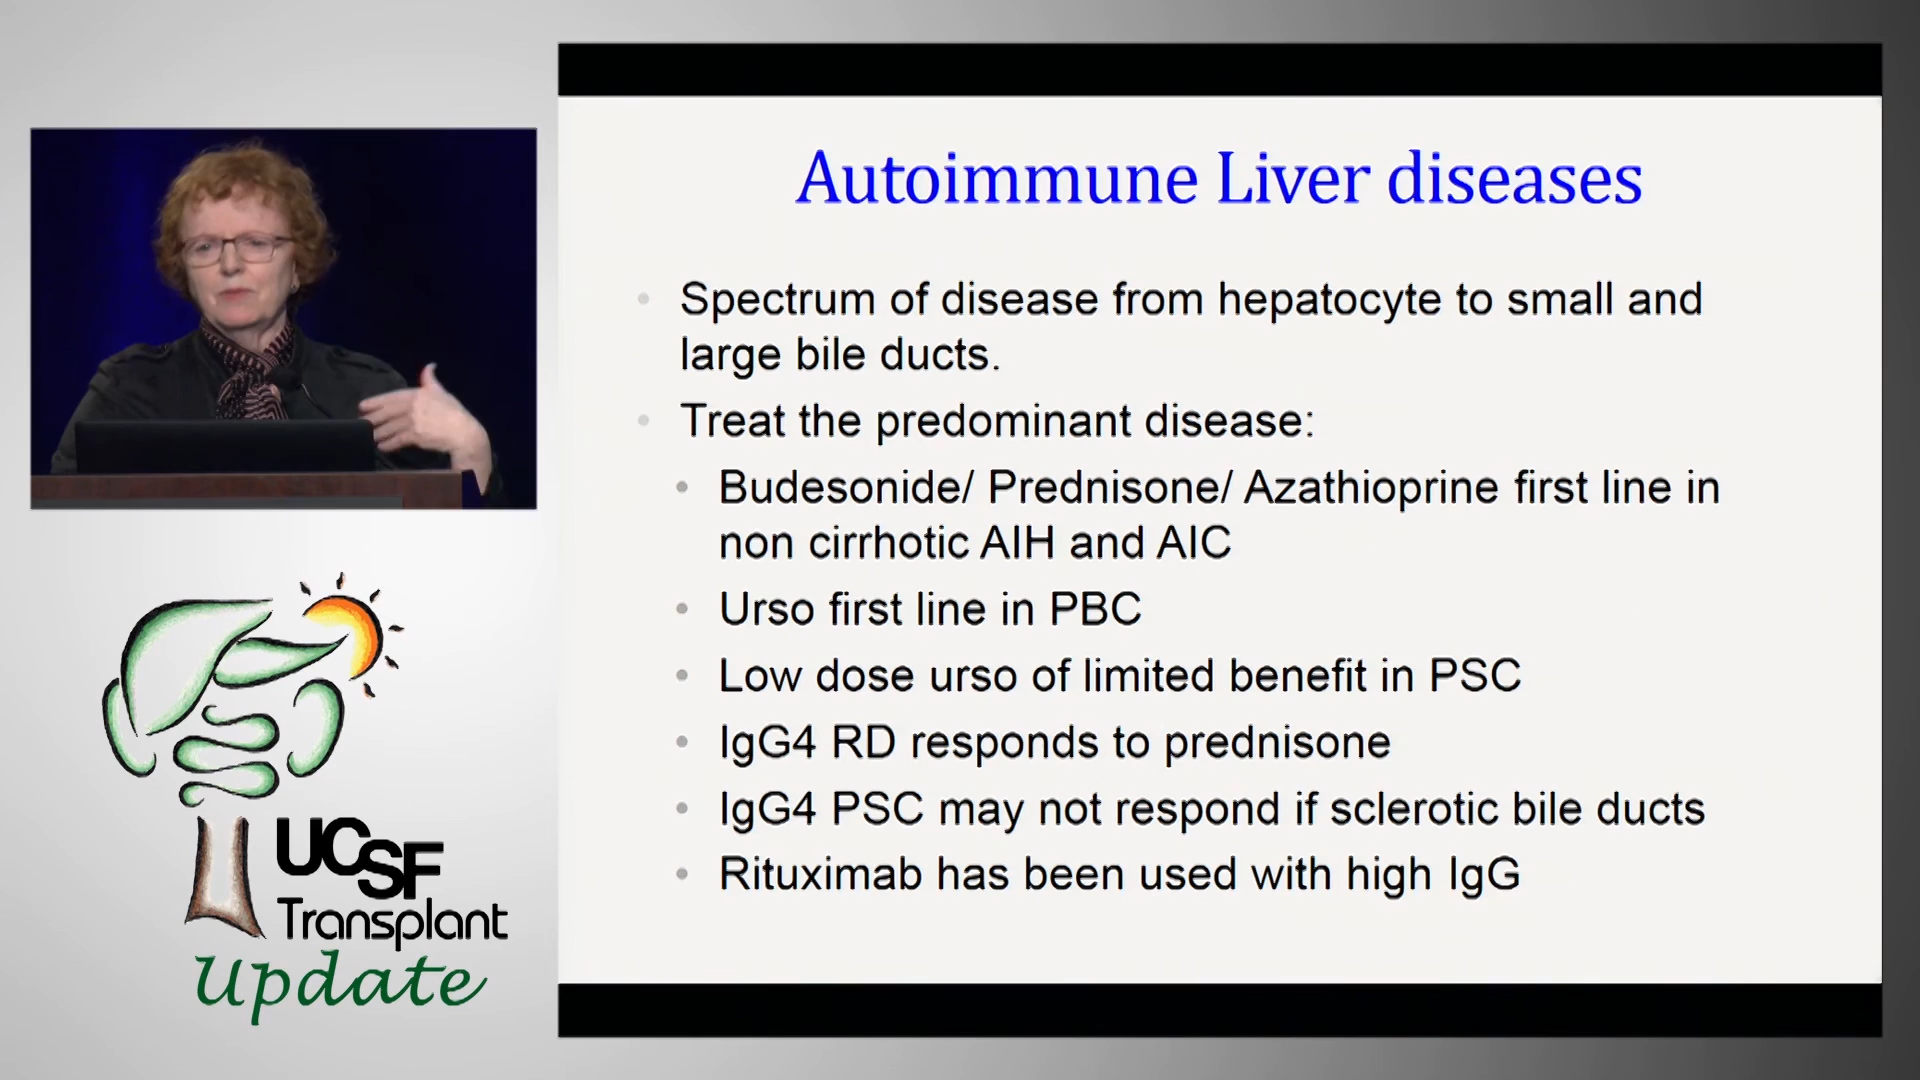 Autoimmune Liver diseases
Spectrum of disease from hepatocyte to small and
large bile ducts.
Treat the predominant disease:
Budesonide/ Prednisone/ Azathioprine first line in
non cirrhotic AIH and AIC
Urso first line in PBC
Low dose urso of limited benefit in PSC
IgG4 RD responds to prednisone
IgG4 PSC may not respond if sclerotic bile ducts
Rituximab has been used with high IgG
UCSF
Transplant
Update